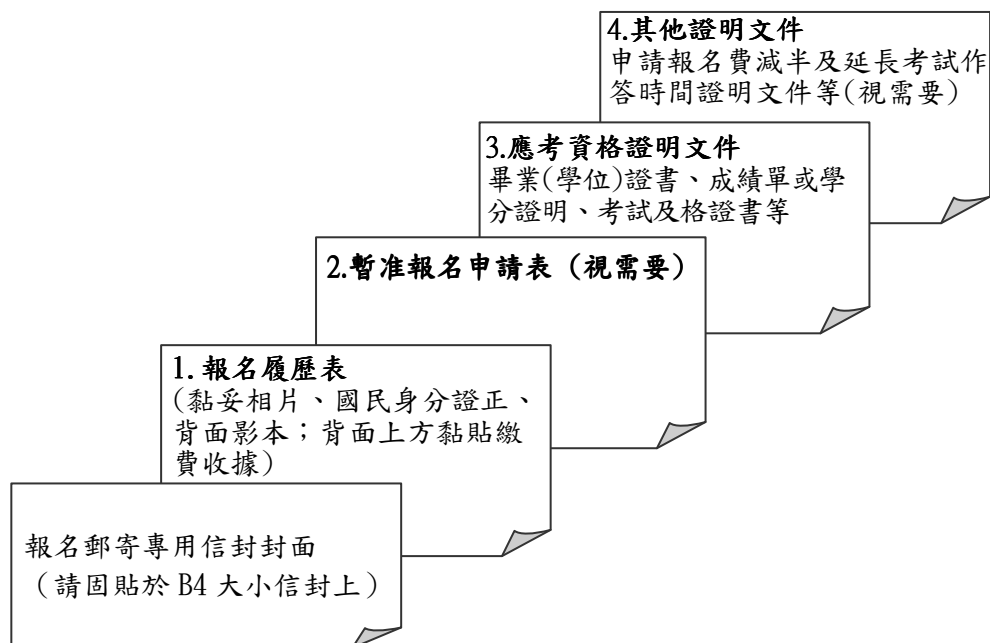 4.其他證明文件
申請報名費減半及延長考試作
答時間證明文件等(視需要)
3.應考資格證明文件
畢業(學位)證書、成績單或學
分證明、考試及格證書等
2.暫准報名申請表（視需要）
1.報名履歷表
(黏妥相片、國民身分證正、
背面影本；背面上方黏貼繳
費收據)
報名郵寄專用信封封面
（請固貼於 B4 大小信封上）